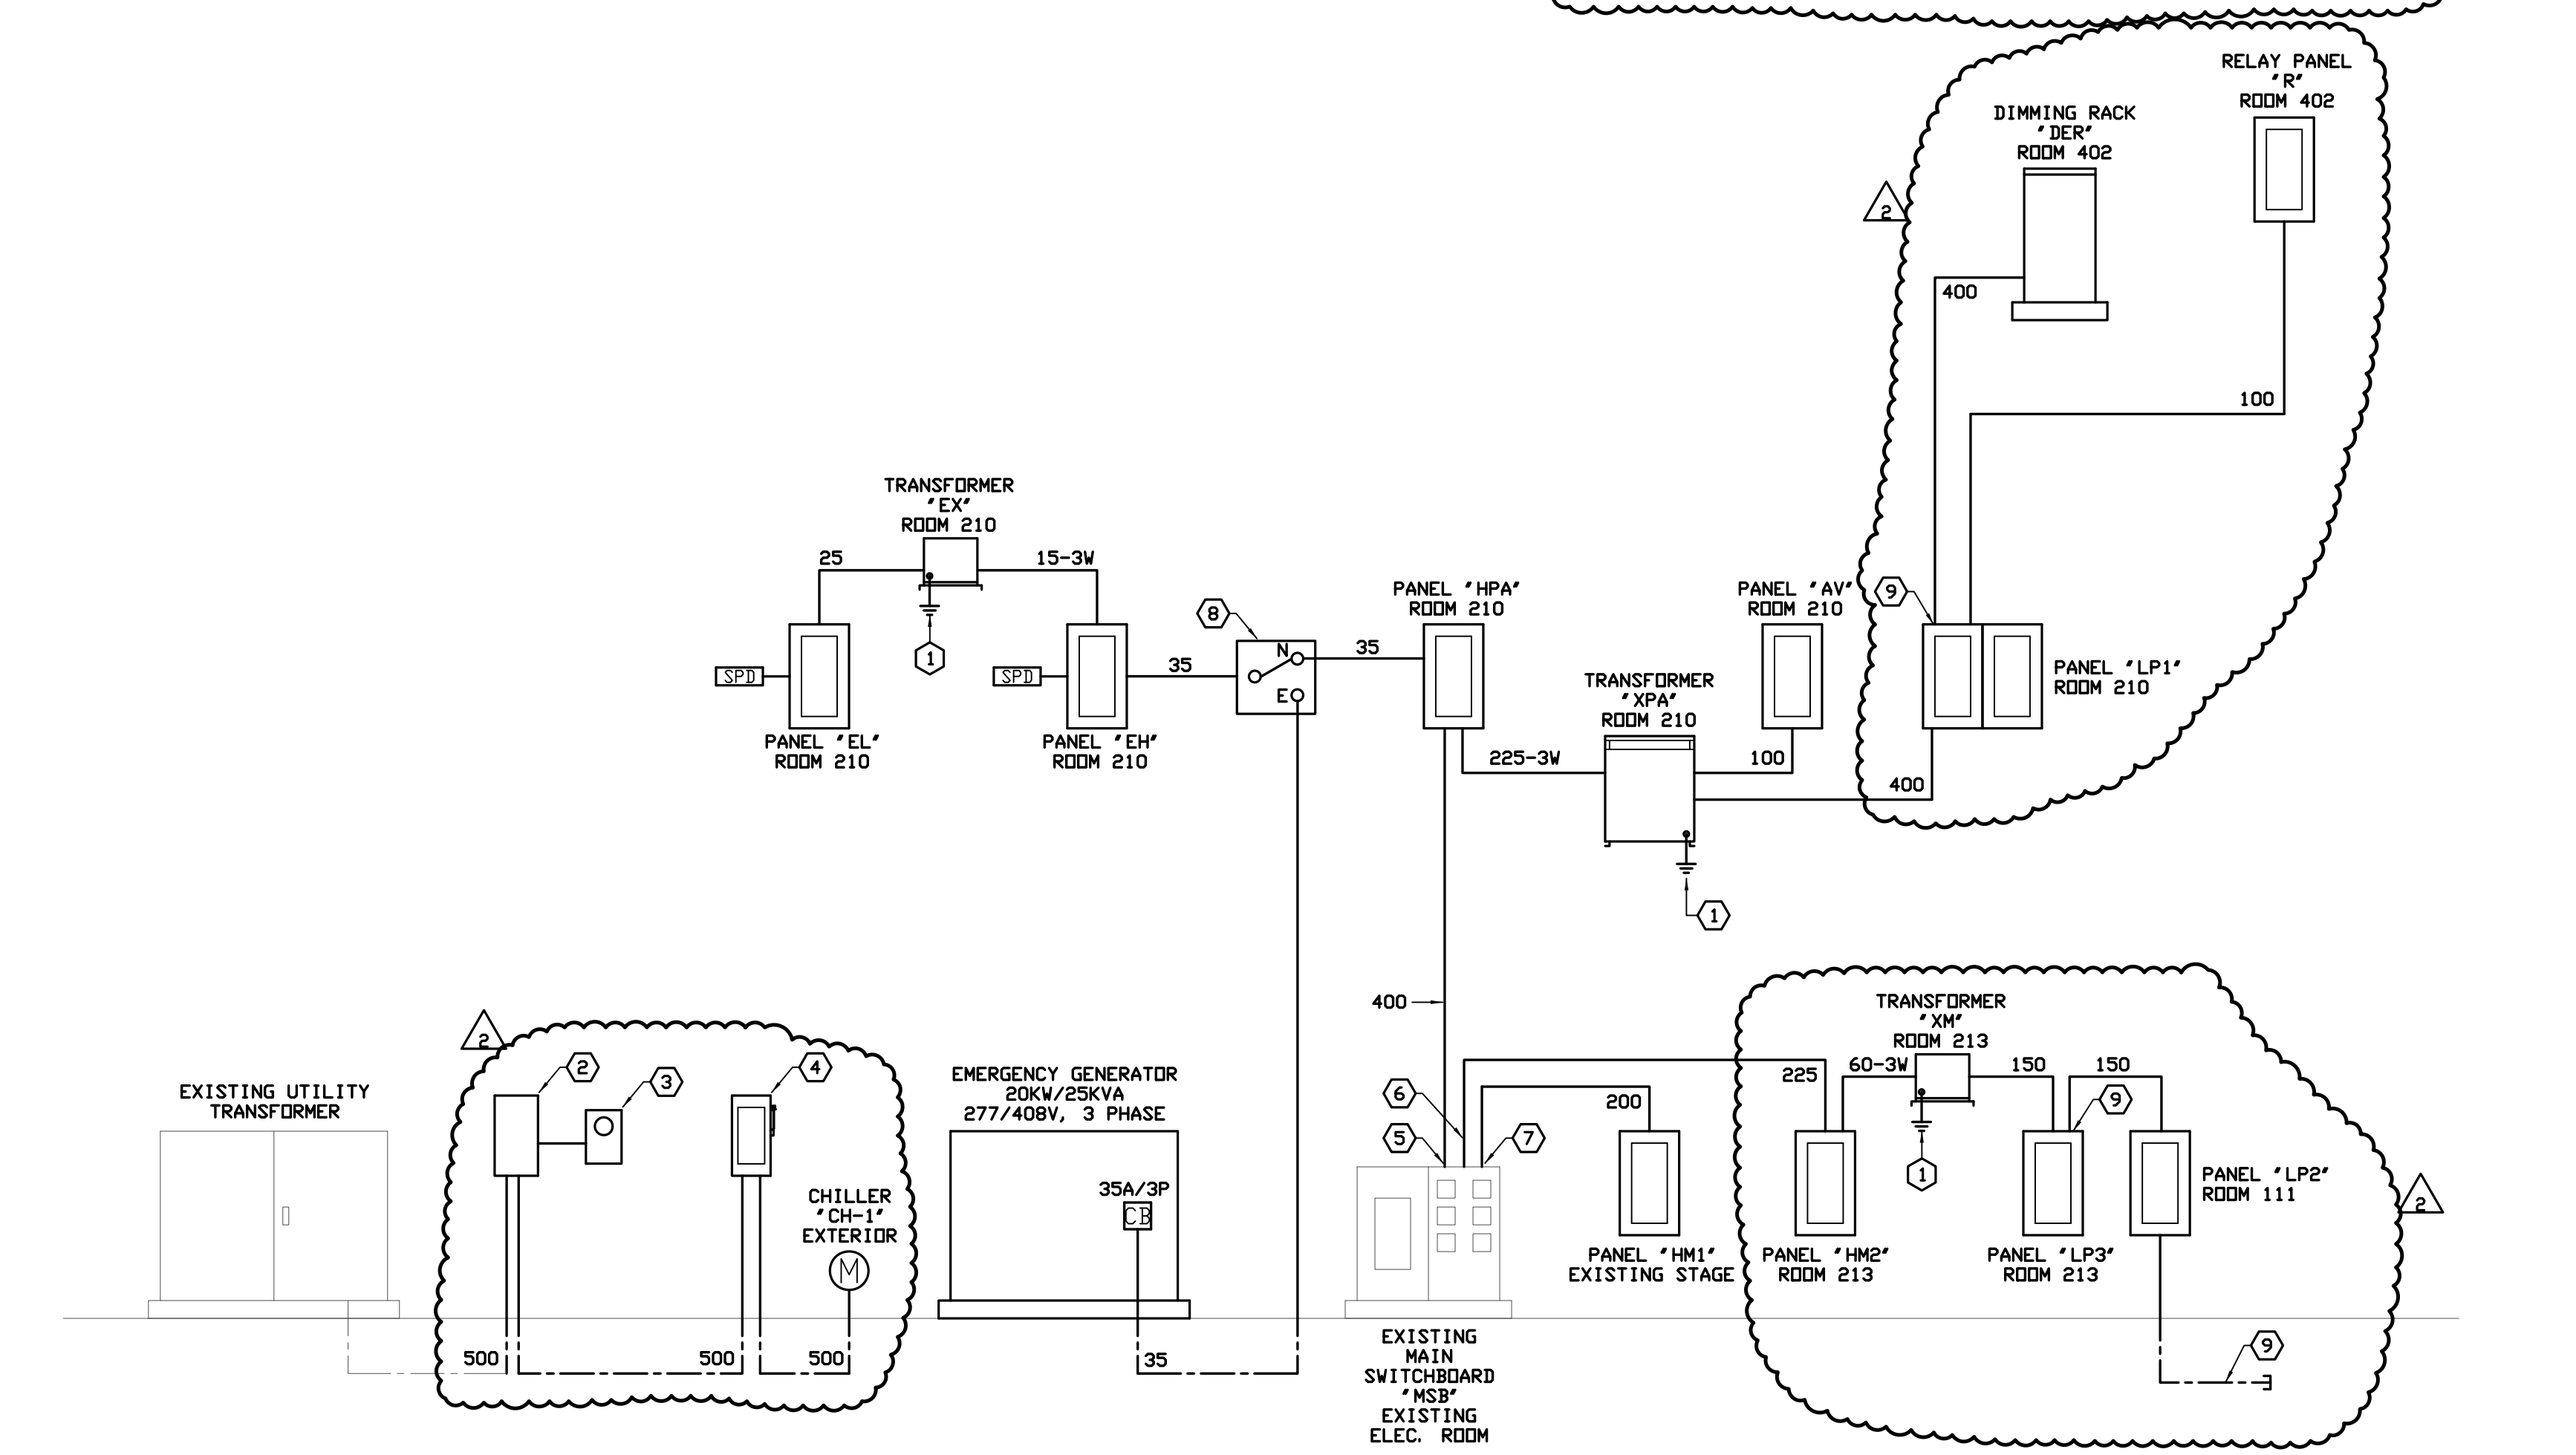 RELAY PANEL
"R"
ROOM 402
DIMMING RACK
"DER"
ROOM 402
2
400
100
TRANSFORMER
"EX"
ROOM 210
25
15-3W
1
SPD
PANEL "EL"
ROOM 210
SPD
PANEL "EH"
ROOM 210
35
8
N
E
35
PANEL "HPA"
ROOM 210
225-3W
TRANSFORMER
"XPA"
ROOM 210
1
PANEL "AV"
ROOM 210
100
9
PANEL "LP1"
ROOM 210
400
400
EXISTING UTILITY
TRANSFORMER
2
2
3
4
CHILLER
"CH-1"
EXTERIOR
M
500
500
500
EMERGENCY GENERATOR
20KW/25KVA
277/408V, 3 PHASE
35A/3P
CB
35
6
5
7
EXISTING
MAIN
SWITCHBOARD
"MSB"
EXISTING
ELEC. ROOM
200
PANEL "HM1"
EXISTING STAGE
225
PANEL "HM2"
ROOM 213
TRANSFORMER
"XM"
ROOM 213
60-3W
1
150
150
9
PANEL "LP3"
ROOM 213
PANEL "LP2"
ROOM 111
2
9